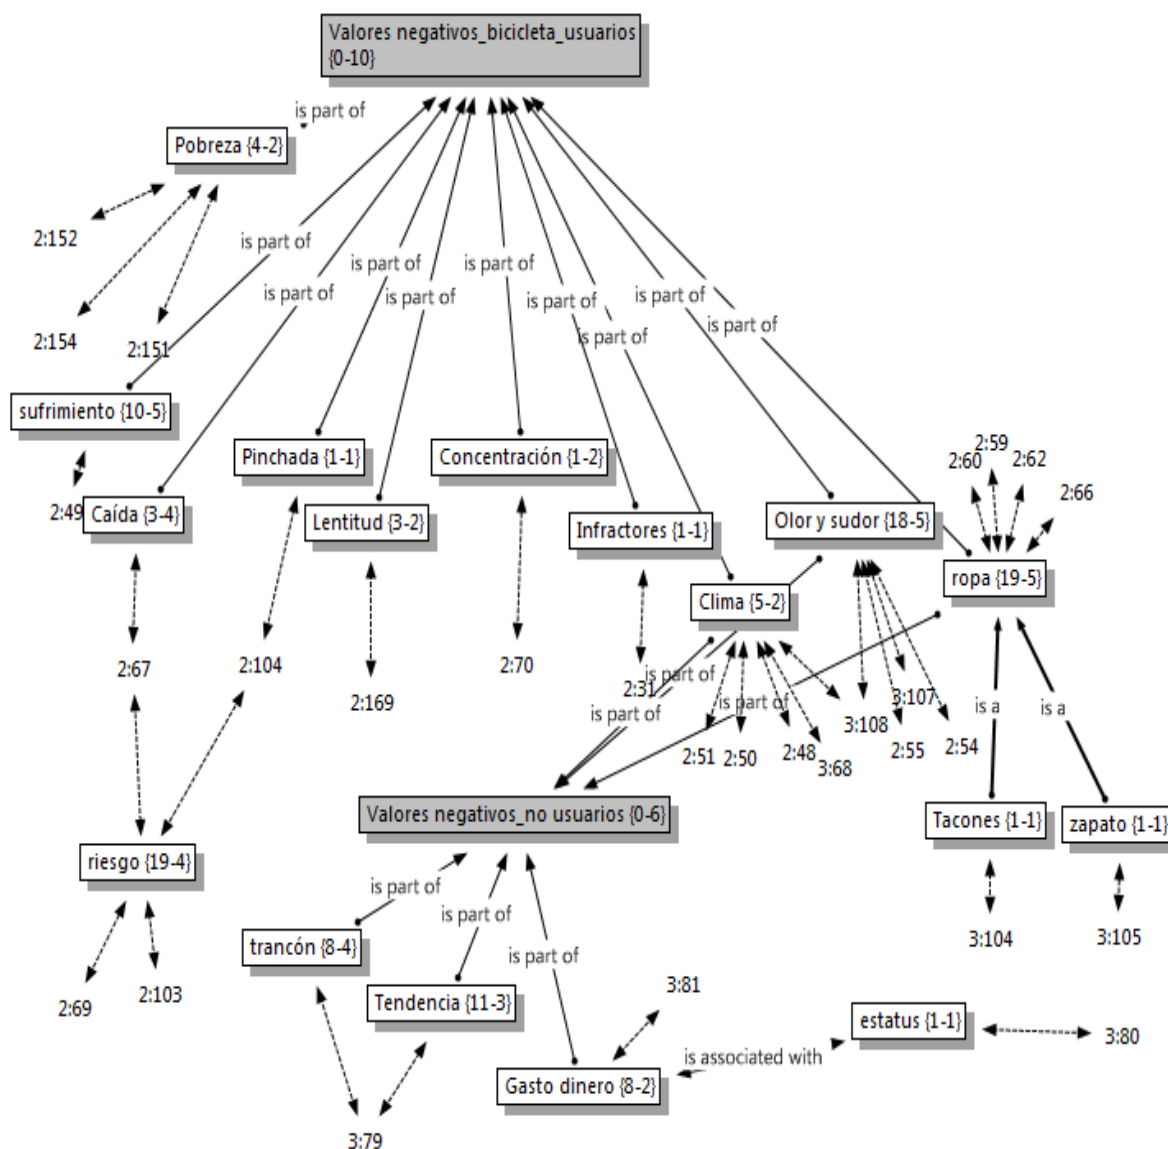 Valores negativos_bicicleta_usuarios
{0-10}
is part of
Pobreza {4-2}
2:152
is part of
is part of
is part of
is part of
is part of
is part of
is part of
is part of
is part of
2:154
2:151
sufrimiento {10-5}
Pinchada {1-1}
Concentración {1-2}
2:59
2:60
2:62
2:66
2:49
Caída {3-4}
Lentitud {3-2}
Infractores {1-1}
Olor y sudor {18-5}
ropa {19-5}
Clima {5-2}
2:67
2:104
2:70
2:169
2:31
is part of
is part of
is part of
3:107
3:108
2:51
2:50
2:48
3:68
2:55
2:54
is a
is a
Valores negativos_no usuarios {0-6}
Tacones {1-1}
zapato {1-1}
riesgo {19-4}
is part of
is part of
is part of
trancón {8-4}
3:104
3:105
2:69
2:103
Tendencia {11-3}
3:81
estatus {1-1}
3:80
is associated with
Gasto dinero {8-2}
3:79